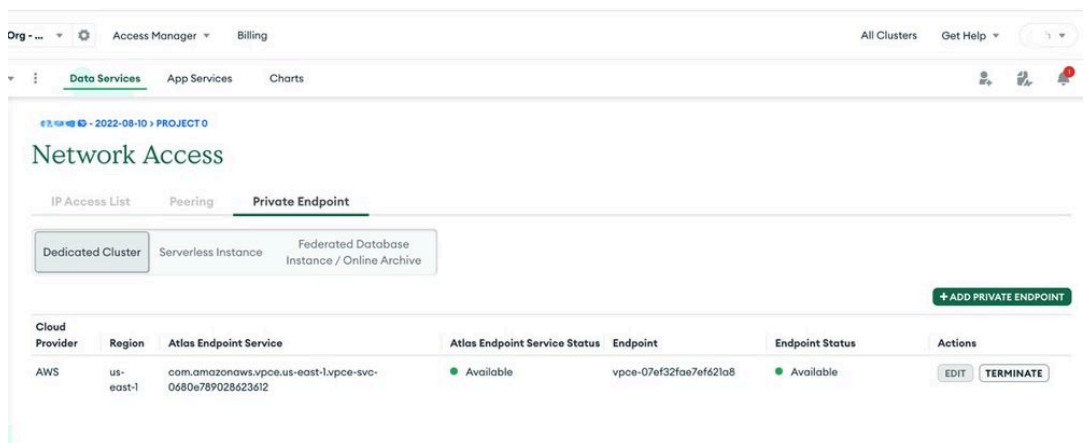 Org - ...
Access Manager
Billing
All Clusters
Get Help
Data Services
App Services
Charts
- 2022-08-10 > PROJECT 0
Network Access
IP Access List
Peering
Private Endpoint
Dedicated Cluster
Serverless Instance
Federated Database
Instance / Online Archive
+ ADD PRIVATE ENDPOINT
Cloud
Provider Region Atlas Endpoint Service Atlas Endpoint Service Status Endpoint Endpoint Status Actions
AWS us- com.amazonaws.vpce.us-east-1.vpce-svc- Available vpce-07ef32fae7ef621a8 Available EDIT TERMINATE
east-1 0680e789028623612